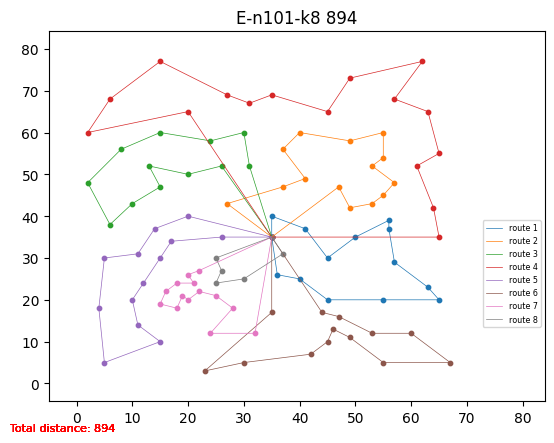 E-n101-k8 894
80
70
60
50
40
30
20
10
0
route 1
route 2
route 3
route 4
route 5
route 6
route 7
route 8
0 10 20 30 40 50 60 70 80
Total distance: 894